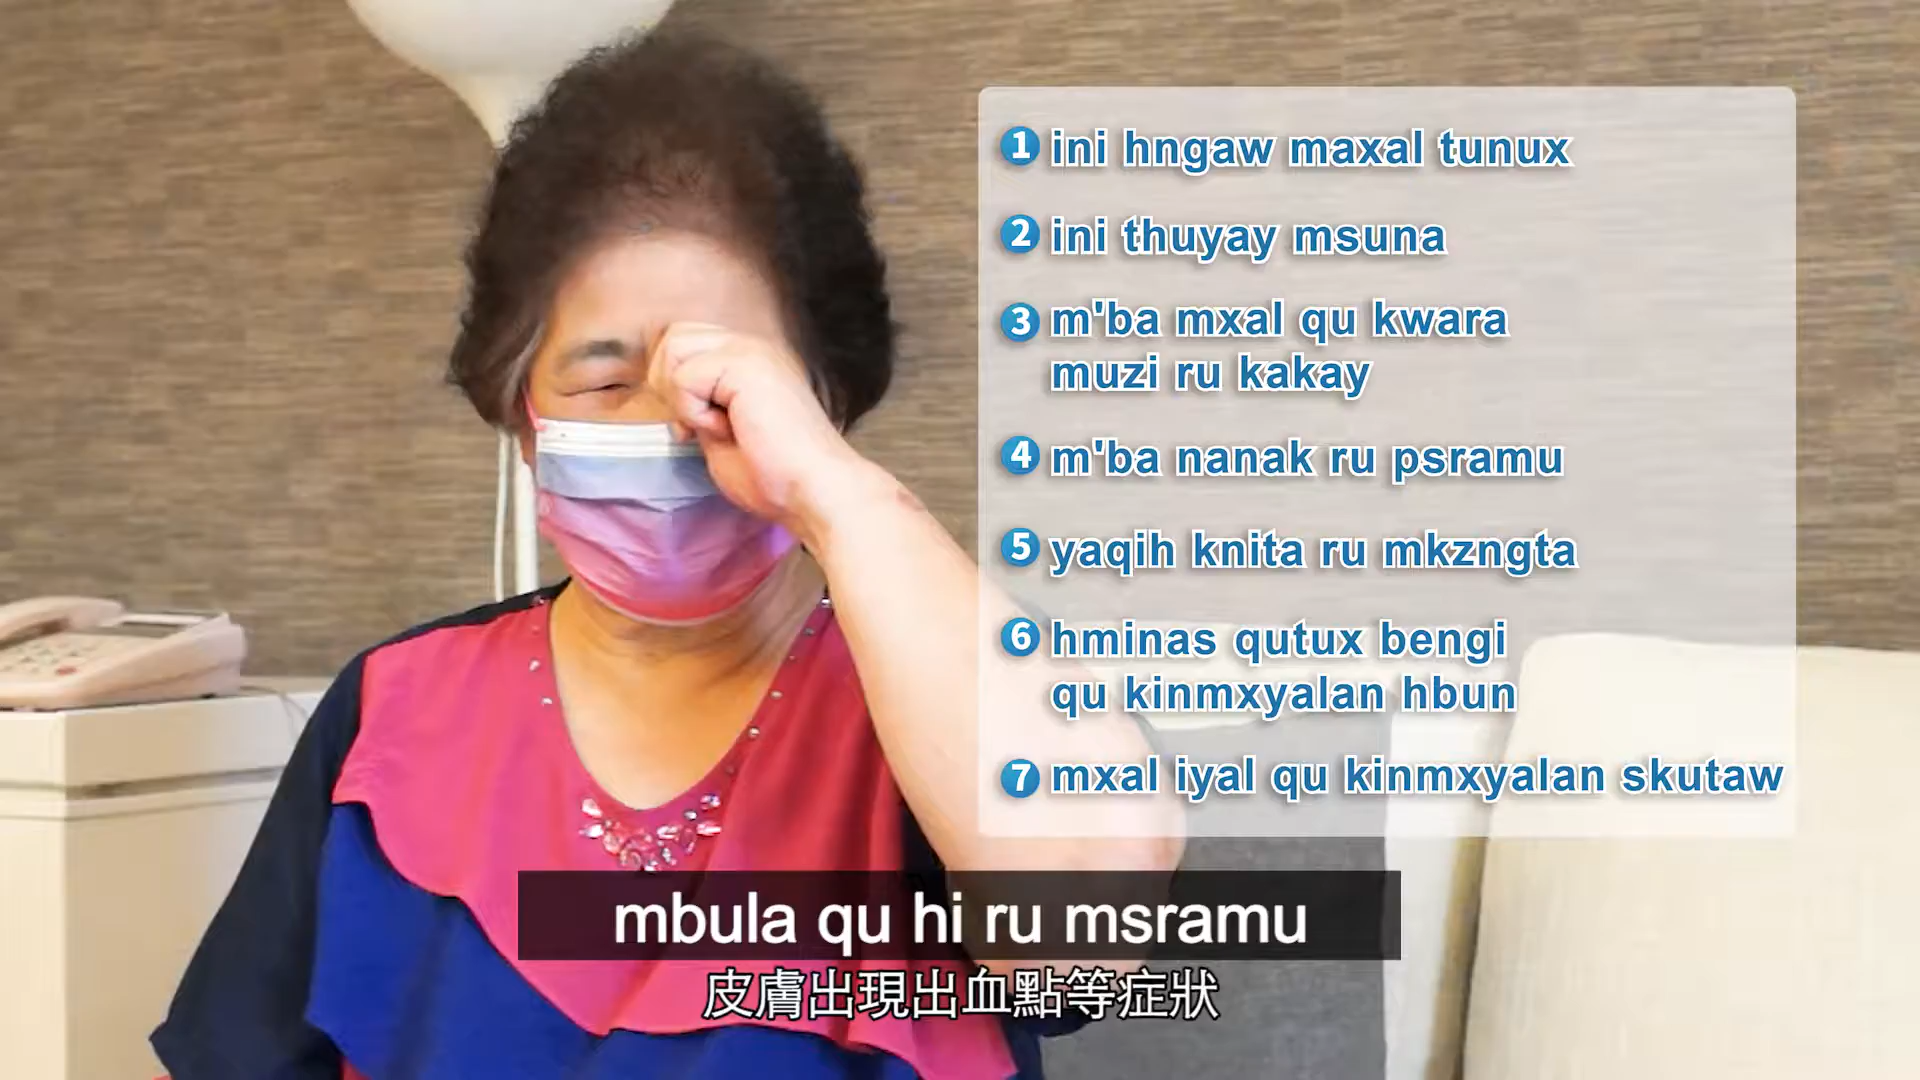 1 ini hngaw maxal tunux
2 ini thuyay msuna
3 m'ba mxal qu kwara
muzi ru kakay
4 m'ba nanak ru psramu
5 yaqih knita ru mkzngta
6 hminas qutux bengi
qu kinmxyalan hbun
7 mxal iyal qu kinmxyalan skutaw
mbula qu hi ru msramu
皮膚出現出血點等症狀